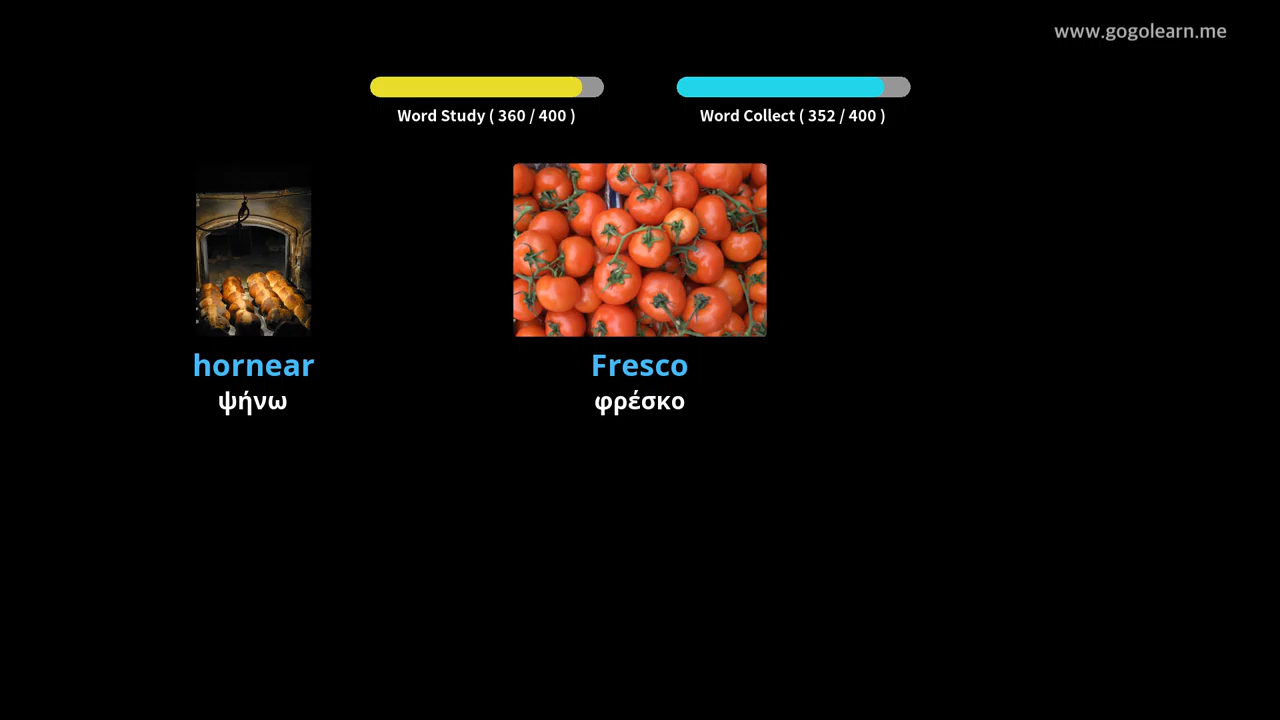 www.gogolearn.me
Word Study ( 360 / 400 )
Word Collect ( 352 / 400 )
hornear
ψήνω
Fresco
φρέσκο